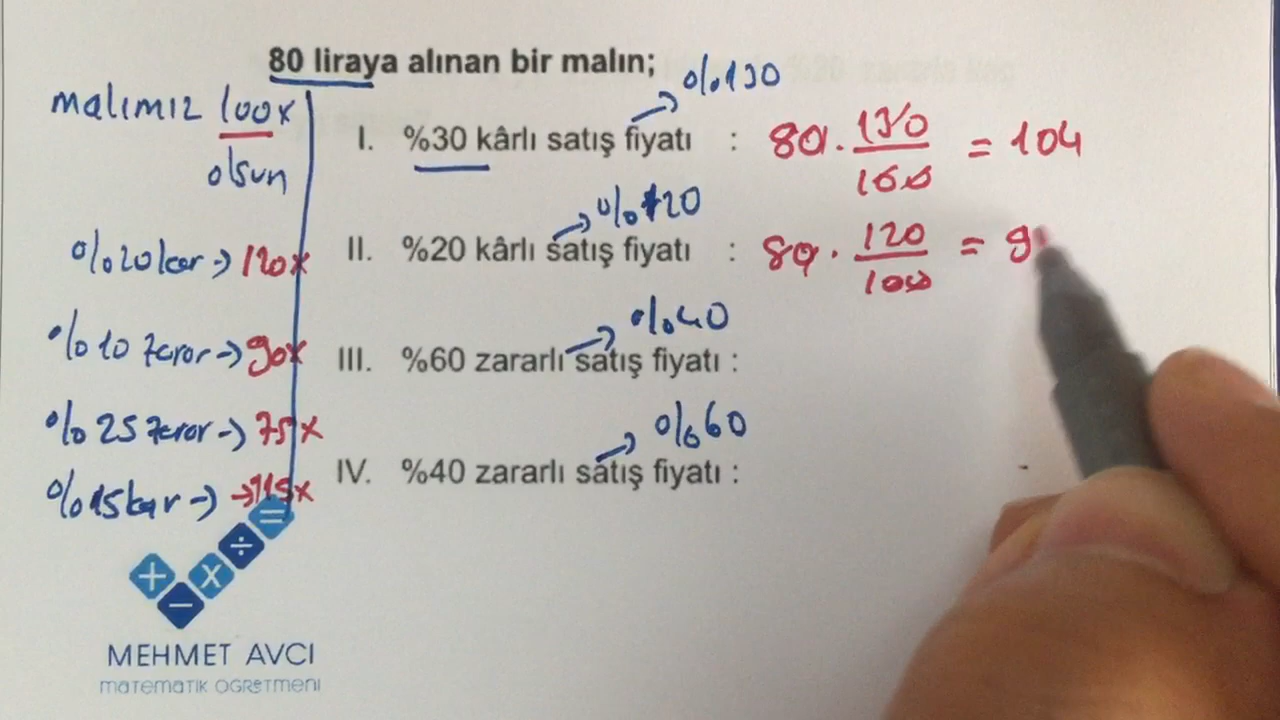 80 liraya alınan bir malın;
malımız 100x
olsun
%20 kar → 120x
%10 zarar → 90x
%25 zarar → 75x
%15 kar → → 115x
%130
I. %30 kârlı satış fiyatı : 80 . 130/100 = 104
%120
II. %20 kârlı satış fiyatı : 80 . 120/100 = 9
%40
III. %60 zararlı satış fiyatı :
%60
IV. %40 zararlı satış fiyatı :
MEHMET AVCI
MATEMATİK ÖĞRETMENİ